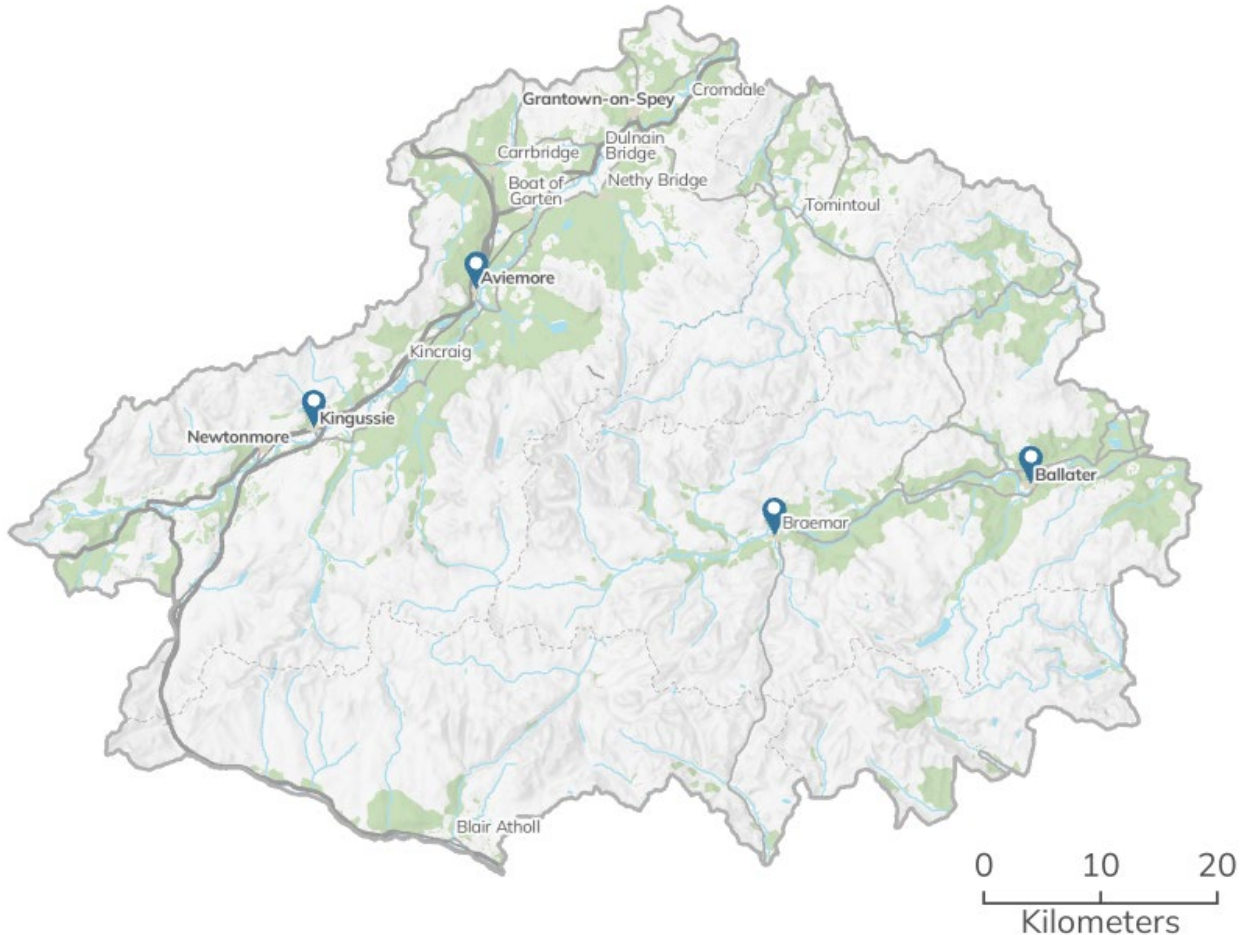 Cromdale
Grantown-on-Spey
Dulnain
Bridge
Carrbridge
Nethy Bridge
Boat of
Garten
Tomintoul
Aviemore
Kincraig
Kingussie
Newtonmore
Ballater
Braemar
Blair Atholl
0 10 20
Kilometers